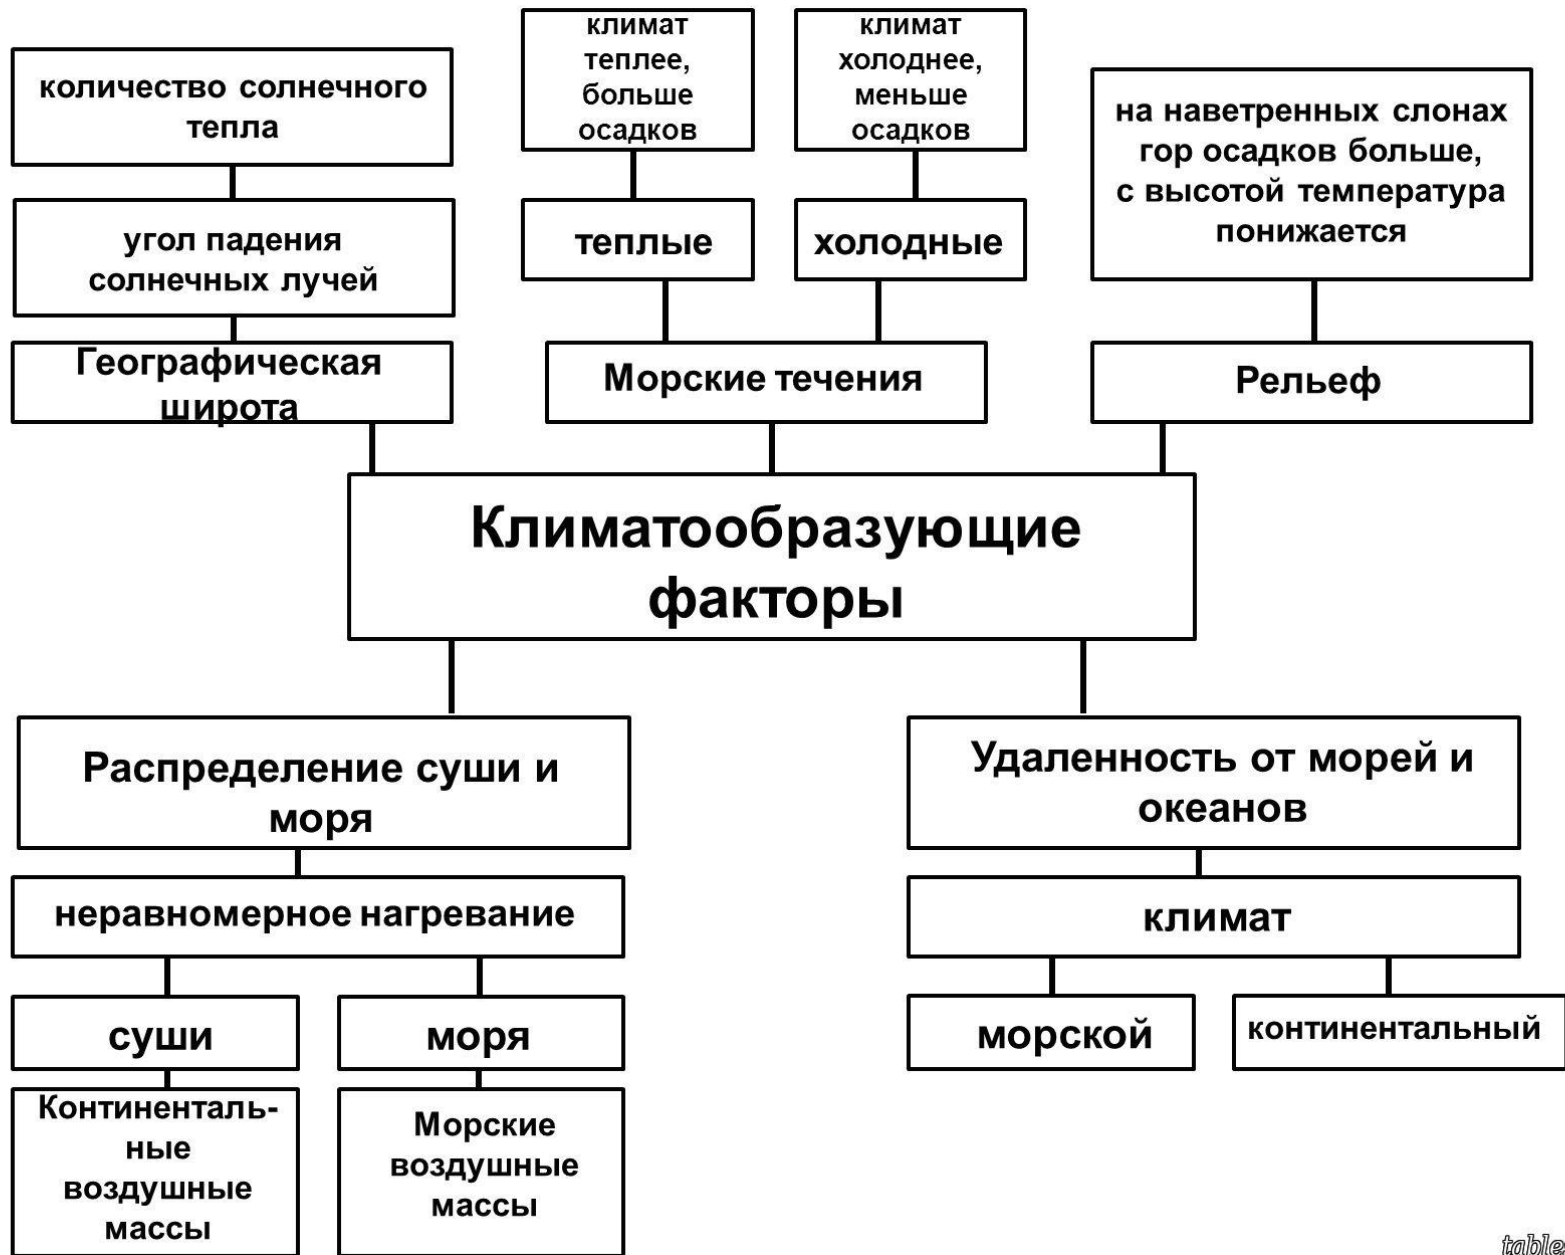 количество солнечного
тепла
климат
теплее,
больше
осадков
климат
холоднее,
меньше
осадков
на наветренных слонах
гор осадков больше,
с высотой температура
понижается
угол падения
солнечных лучей
теплые
холодные
Географическая
широта
Морские течения
Рельеф
Климатообразующие
факторы
Распределение суши и
моря
Удаленность от морей и
океанов
неравномерное нагревание
климат
суши
моря
морской
континентальный
Континенталь-
ные
воздушные
массы
Морские
воздушные
массы
table